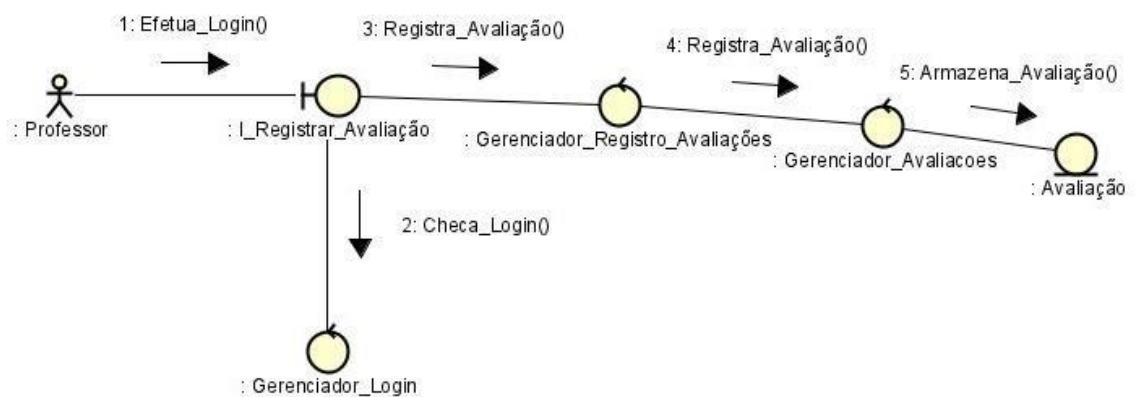 1: Efetua_Login()
3: Registra_Avaliação()
4: Registra_Avaliação()
5: Armazena_Avaliação()
: Professor
: I_Registrar_Avaliação
: Gerenciador_Registro_Avaliações
: Gerenciador_Avaliacoes
: Avaliação
2: Checa_Login()
: Gerenciador_Login